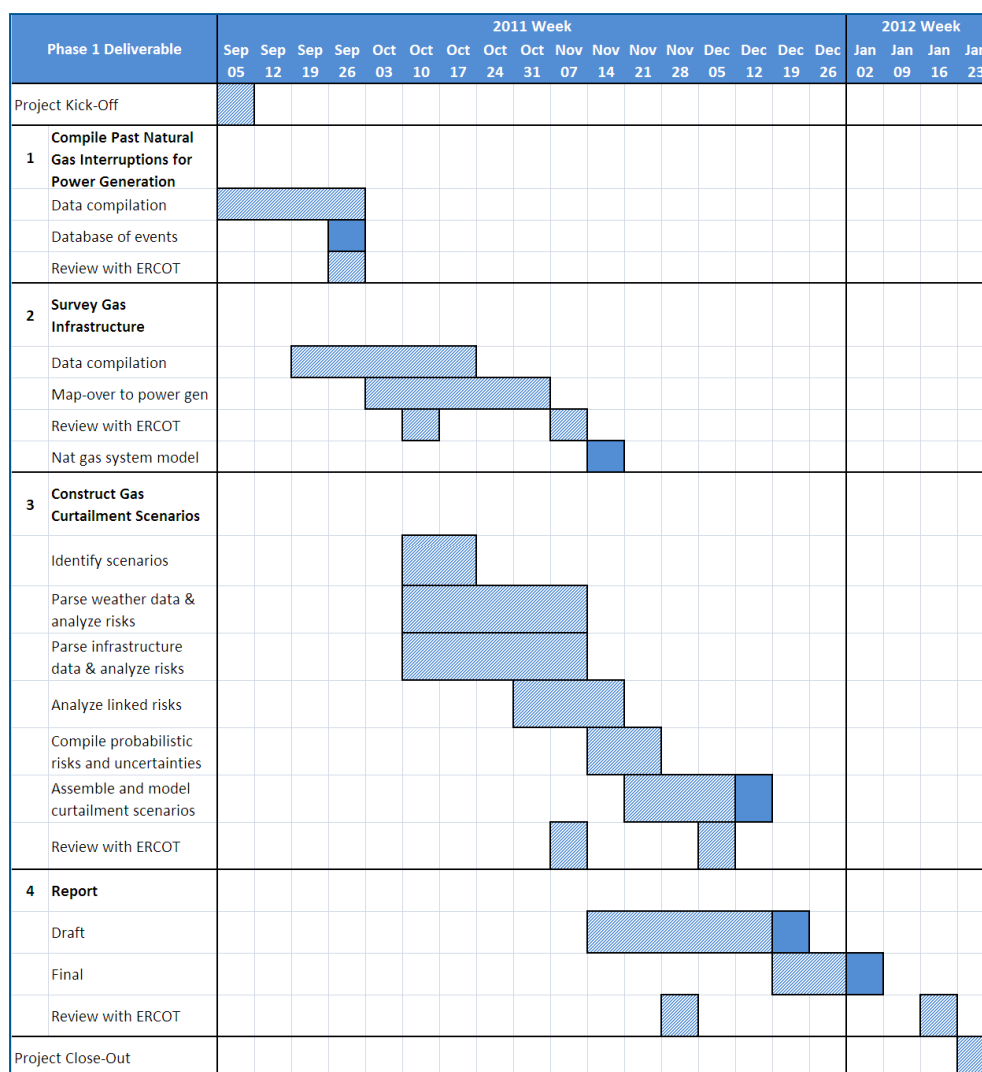 2011 Week 2012 Week
Phase 1 Deliverable Sep Sep Sep Sep Oct Oct Oct Oct Oct Nov Nov Nov Nov Dec Dec Dec Dec Jan Jan Jan Jan
05 12 19 26 03 10 17 24 31 07 14 21 28 05 12 19 26 02 09 16 23
Project Kick-Off
1 Compile Past Natural
Gas Interruptions for
Power Generation
Data compilation
Database of events
Review with ERCOT
2 Survey Gas
Infrastructure
Data compilation
Map-over to power gen
Review with ERCOT
Nat gas system model
3 Construct Gas
Curtailment Scenarios
Identify scenarios
Parse weather data &
analyze risks
Parse infrastructure
data & analyze risks
Analyze linked risks
Compile probabilistic
risks and uncertainties
Assemble and model
curtailment scenarios
Review with ERCOT
4 Report
Draft
Final
Review with ERCOT
Project Close-Out